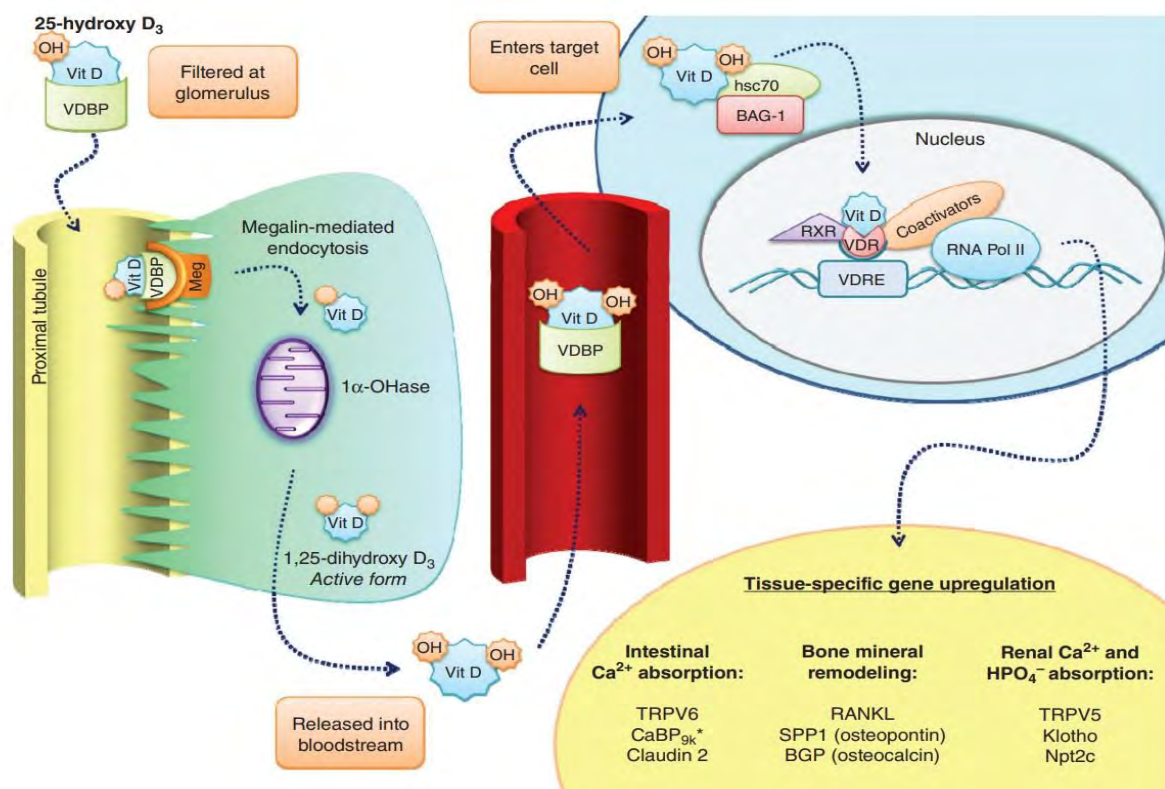 25-hydroxy D3
OH
Vit D
VDBP
Filtered at
glomerulus
Proximal tubule
Vit D
VDBP
Meg
Megalin-mediated
endocytosis
Vit D
1α-OHase
Vit D
1,25-dihydroxy D3
Active form
Released into
bloodstream
OH
OH
Vit D
OH
OH
Vit D
VDBP
Enters target
cell
OH
OH
Vit D
hsc70
BAG-1
Nucleus
RXR
Vit D
VDR
Coactivators
RNA Pol II
VDRE
Tissue-specific gene upregulation
Intestinal
Ca2+ absorption:
TRPV6
CaBP9k*
Claudin 2
Bone mineral
remodeling:
RANKL
SPP1 (osteopontin)
BGP (osteocalcin)
Renal Ca2+ and
HPO4− absorption:
TRPV5
Klotho
Npt2c